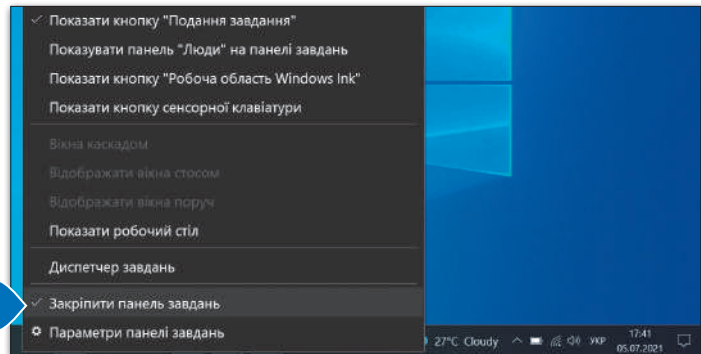 Показати кнопку "Подання завдання"
Показувати панель "Люди" на панелі завдань
Показати кнопку "Робоча область Windows Ink"
Показати кнопку сенсорної клавіатури
Вікна каскадом
Відображати вікна стосом
Відображати вікна поруч
Показати робочий стіл
Диспетчер завдань
Закріпити панель завдань
Параметри панелі завдань
27°C Cloudy УКР 17:41
05.07.2021